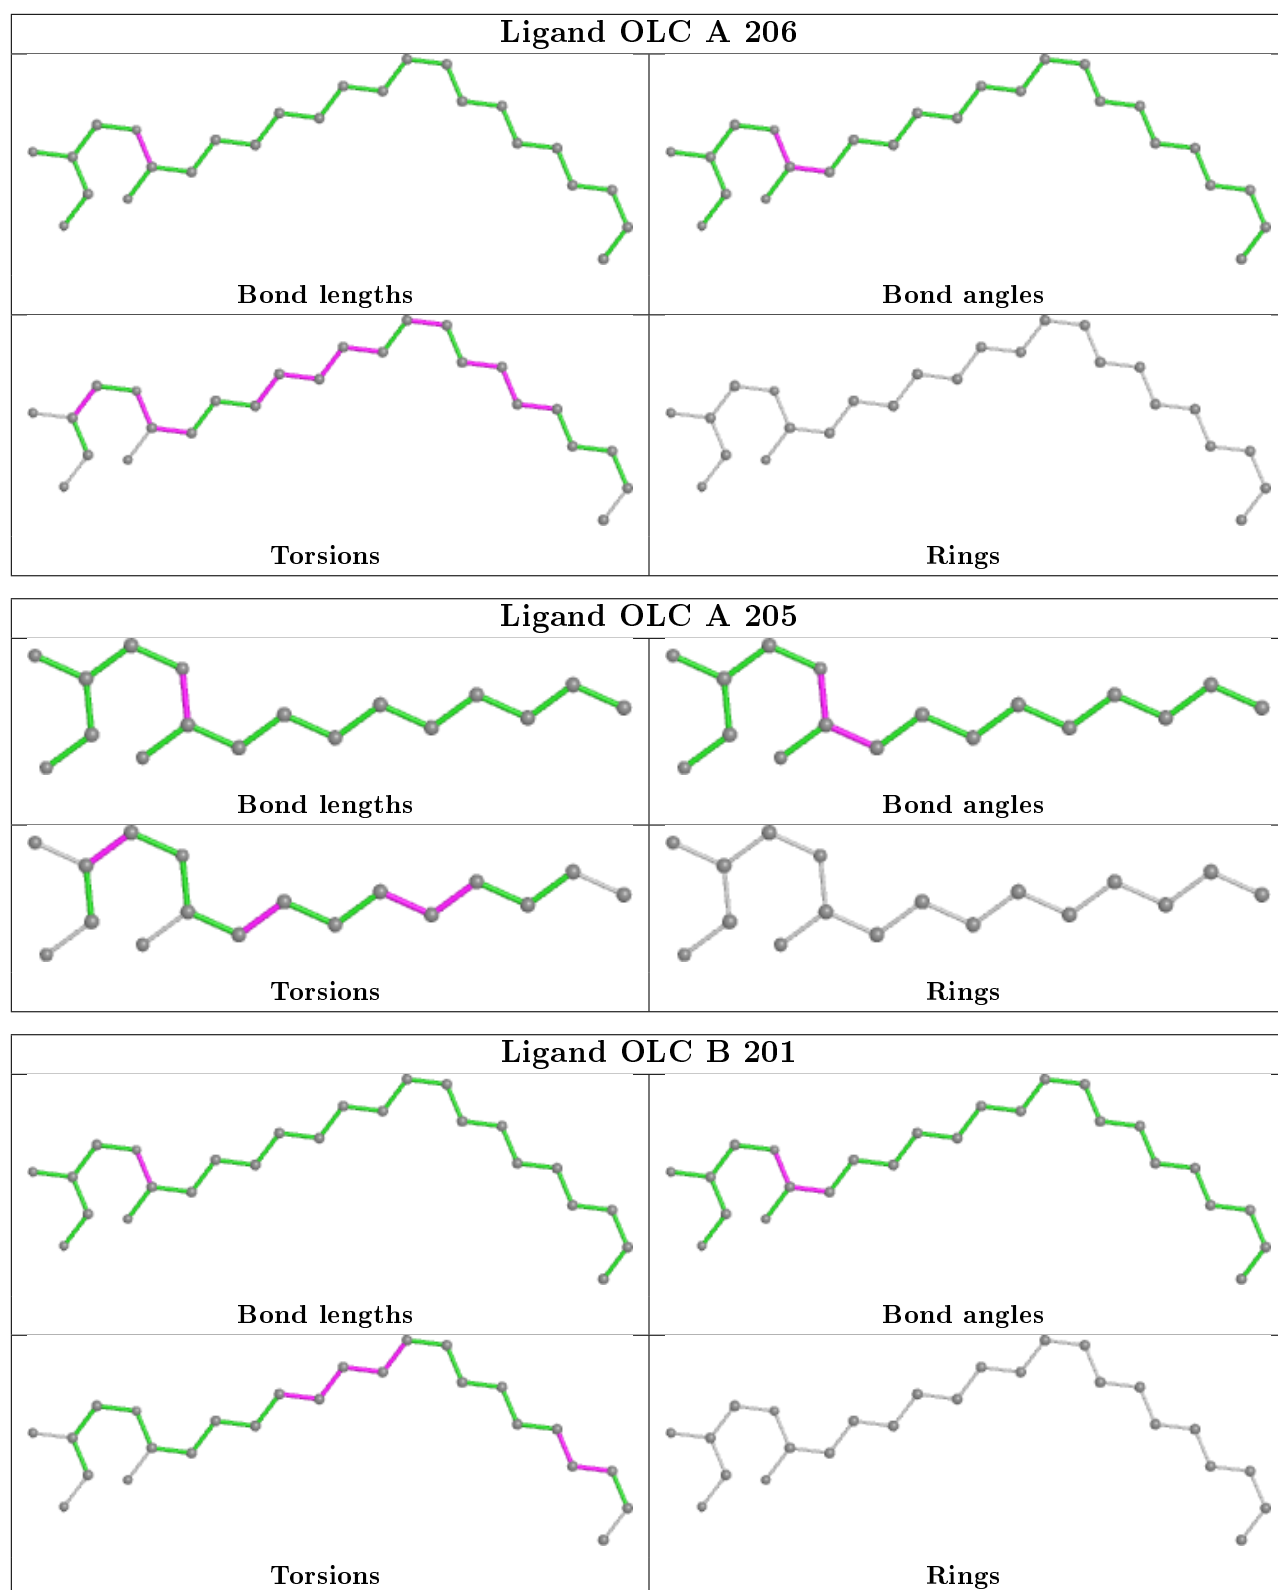 Ligand OLC A 206
Bond lengths
Bond angles
Torsions
Rings
Ligand OLC A 205
Bond lengths
Bond angles
Torsions
Rings
Ligand OLC B 201
Bond lengths
Bond angles
Torsions
Rings